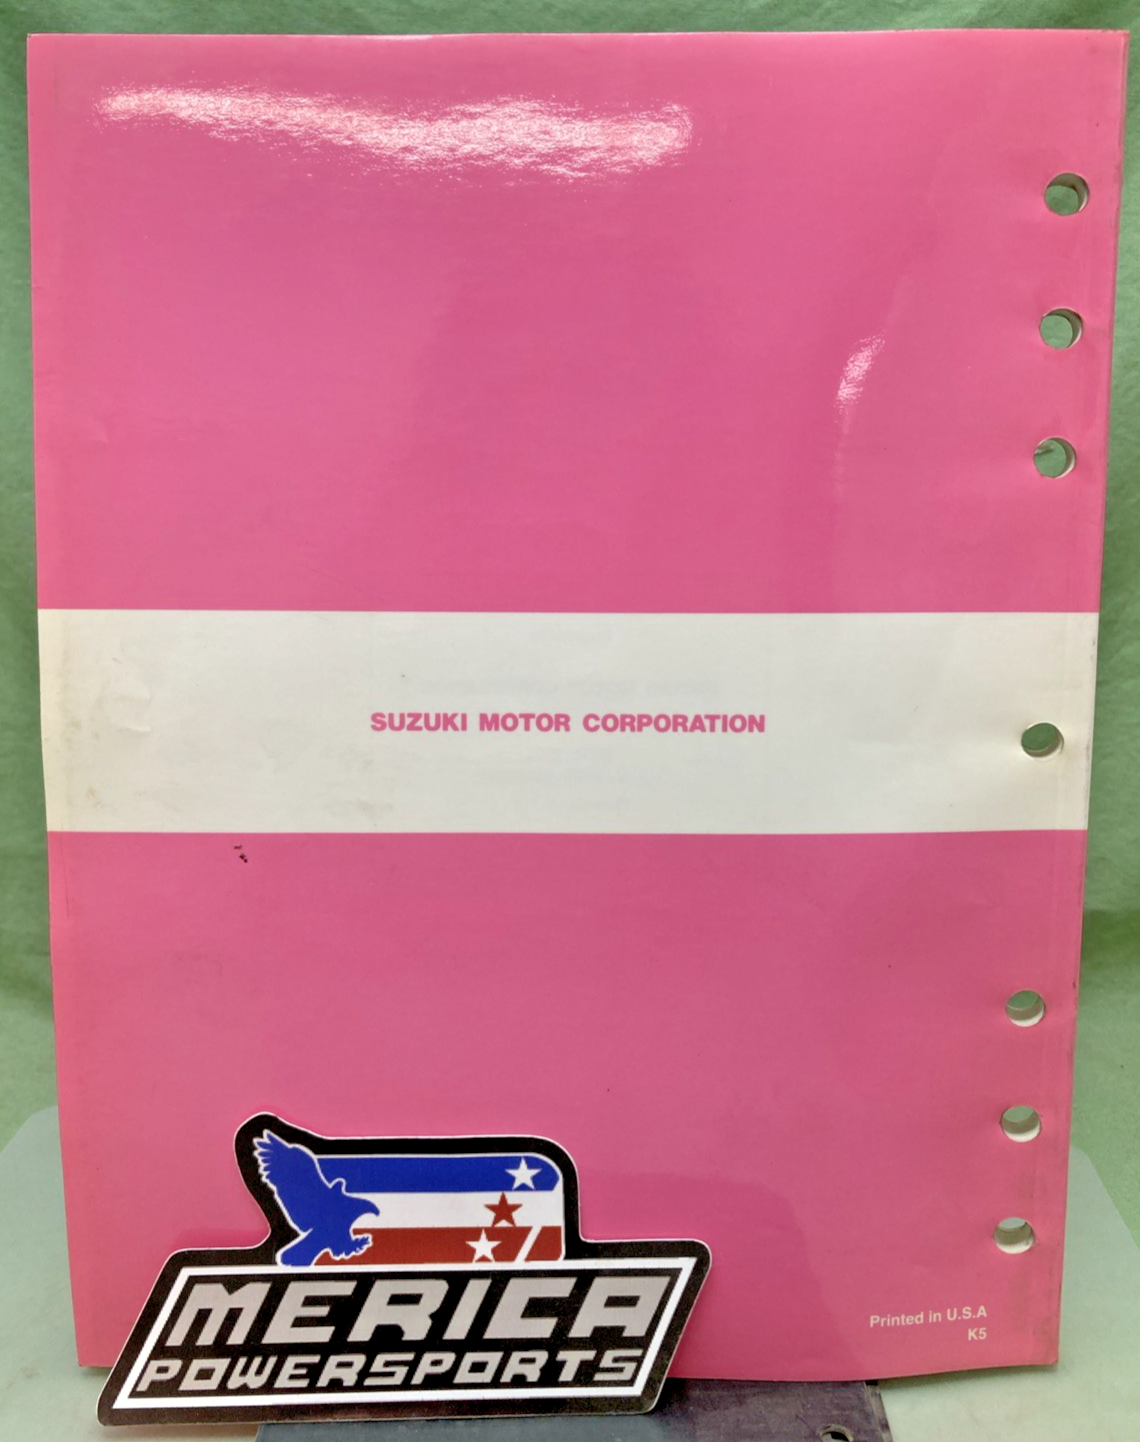 SUZUKI MOTOR CORPORATION
MERICA
POWERSPORTS
Printed in U.S.A
K5